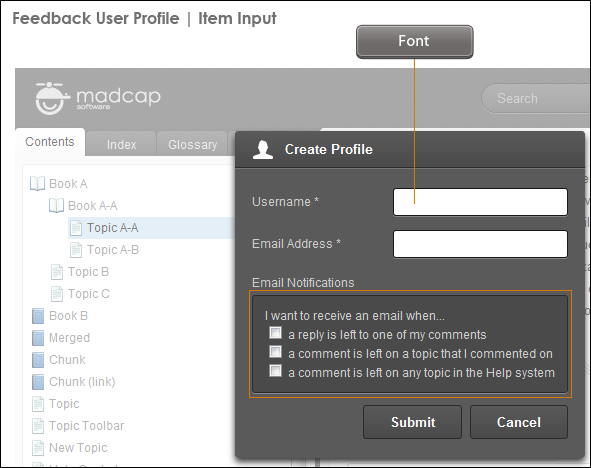 Feedback User Profile | Item Input
Font
madcap
software
Search
Contents
Index
Glossary
Create Profile
Book A
Book A-A
Topic A-A
Topic A-B
Topic B
Topic C
Book B
Merged
Chunk
Chunk (link)
Topic
Topic Toolbar
New Topic
Username *
Email Address *
Email Notifications
I want to receive an email when...
a reply is left to one of my comments
a comment is left on a topic that I commented on
a comment is left on any topic in the Help system
Submit
Cancel